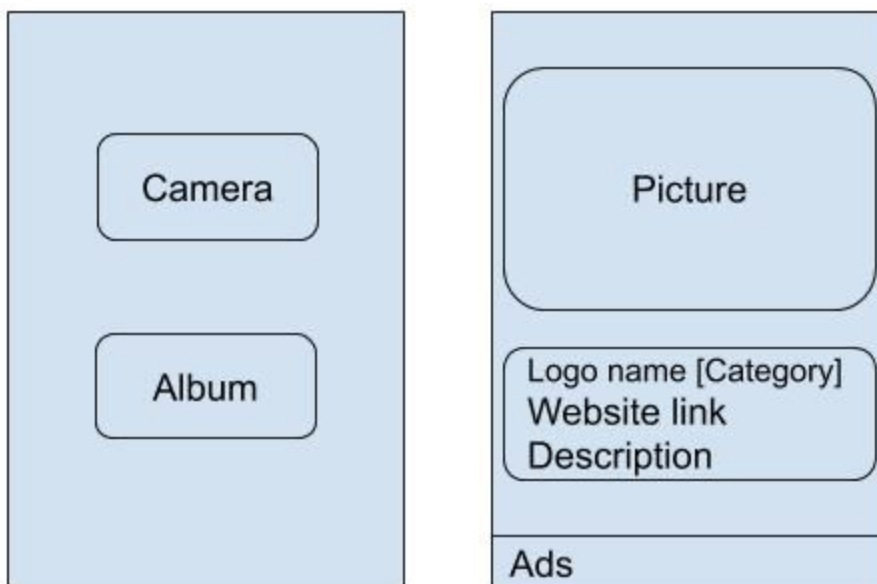 Camera
Album
Picture
Logo name [Category]
Website link
Description
Ads